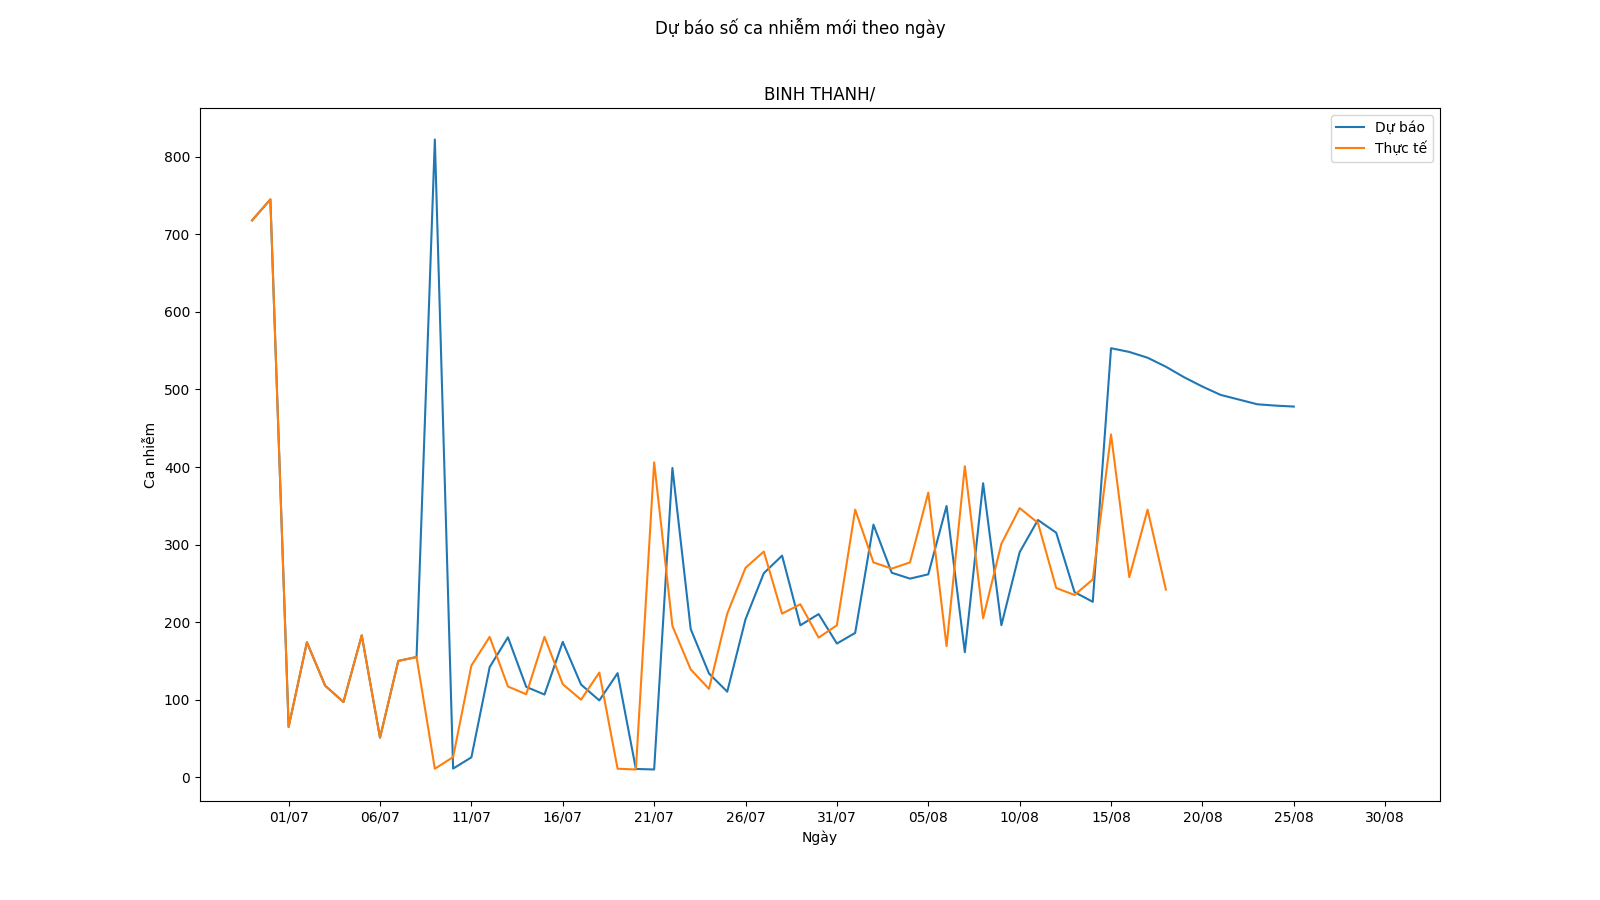 Dự báo số ca nhiễm mới theo ngày
BINH THANH/
Dự báo
Thực tế
800
700
600
500
400
300
200
100
0
Ca nhiễm
01/07 06/07 11/07 16/07 21/07 26/07 31/07 05/08 10/08 15/08 20/08 25/08 30/08
Ngày